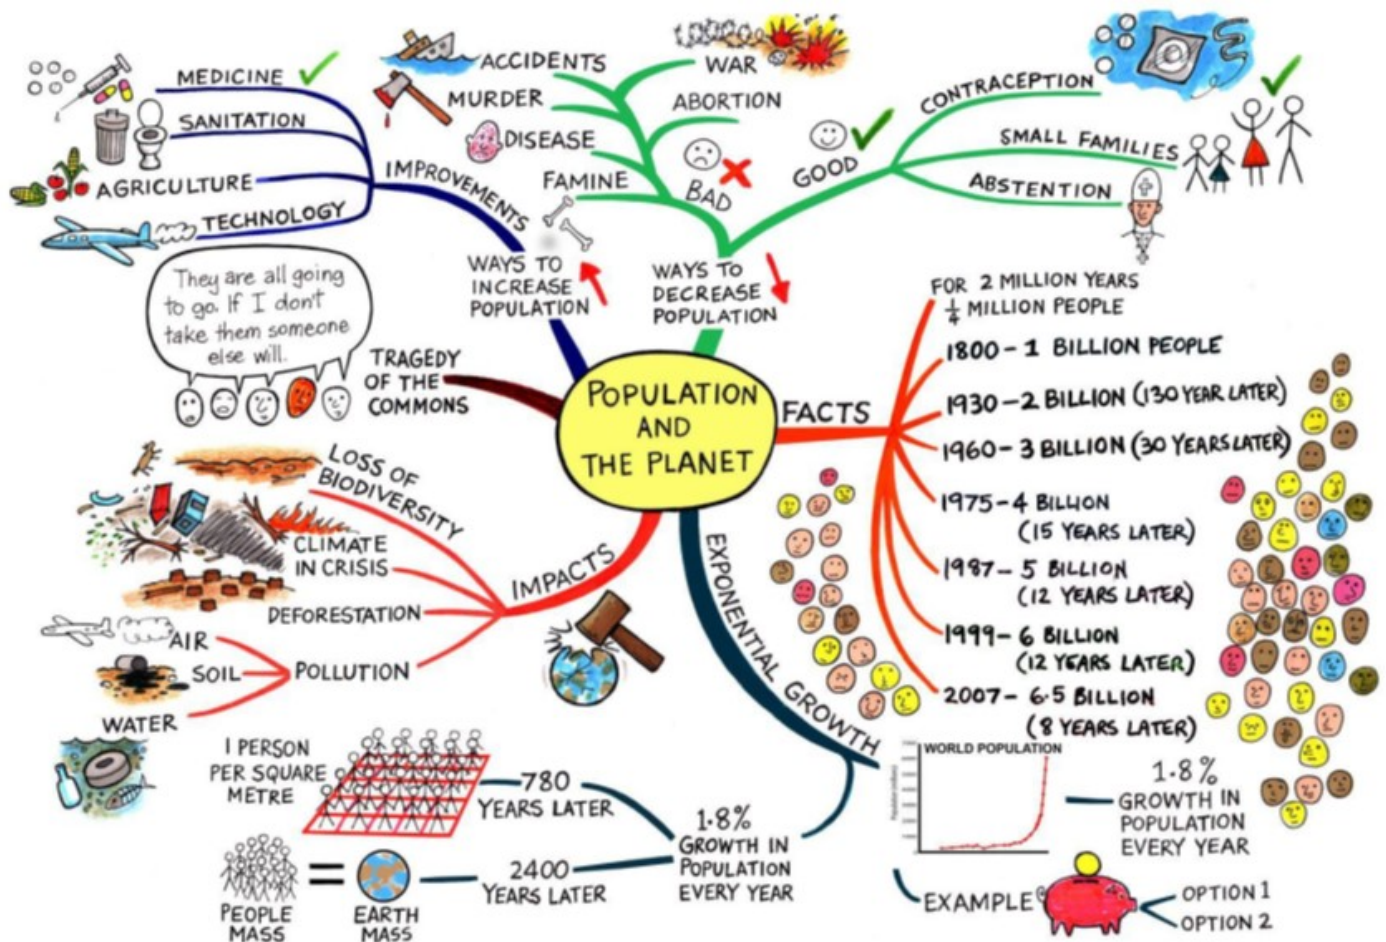 POPULATION
AND
THE PLANET
WAYS TO
INCREASE
POPULATION
IMPROVEMENTS
MEDICINE
SANITATION
AGRICULTURE
TECHNOLOGY
WAYS TO
DECREASE
POPULATION
BAD
ACCIDENTS
MURDER
DISEASE
FAMINE
WAR
ABORTION
GOOD
CONTRACEPTION
SMALL FAMILIES
ABSTENTION
FACTS
FOR 2 MILLION YEARS
1/4 MILLION PEOPLE
1800 - 1 BILLION PEOPLE
1930 - 2 BILLION (130 YEAR LATER)
1960 - 3 BILLION (30 YEARS LATER)
1975 - 4 BILLION
(15 YEARS LATER)
1987 - 5 BILLION
(12 YEARS LATER)
1999 - 6 BILLION
(12 YEARS LATER)
2007 - 6.5 BILLION
(8 YEARS LATER)
EXPONENTIAL GROWTH
WORLD POPULATION
1.8%
GROWTH IN
POPULATION
EVERY YEAR
EXAMPLE
OPTION 1
OPTION 2
1.8%
GROWTH IN
POPULATION
EVERY YEAR
780
YEARS LATER
1 PERSON
PER SQUARE
METRE
2400
YEARS LATER
PEOPLE
MASS
=
EARTH
MASS
IMPACTS
LOSS OF
BIODIVERSITY
CLIMATE
IN CRISIS
DEFORESTATION
POLLUTION
AIR
SOIL
WATER
TRAGEDY
OF THE
COMMONS
They are all going
to go. If I don't
take them someone
else will.